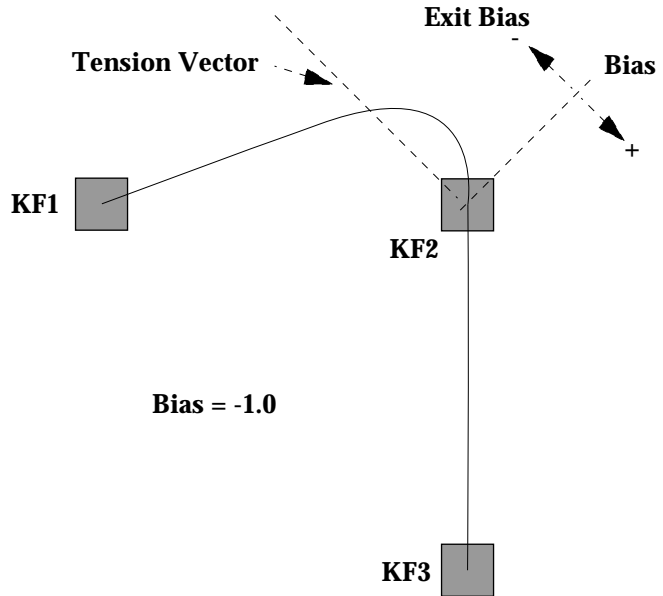 Exit Bias
-
Tension Vector
Bias
+
KF1
KF2
Bias = -1.0
KF3